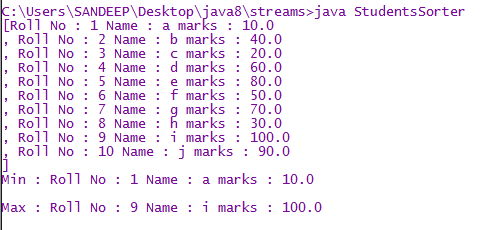 C:\Users\SANDEEP\Desktop\java8\streams>java StudentsSorter
[Roll No : 1 Name : a marks : 10.0
, Roll No : 2 Name : b marks : 40.0
, Roll No : 3 Name : c marks : 20.0
, Roll No : 4 Name : d marks : 60.0
, Roll No : 5 Name : e marks : 80.0
, Roll No : 6 Name : f marks : 50.0
, Roll No : 7 Name : g marks : 70.0
, Roll No : 8 Name : h marks : 30.0
, Roll No : 9 Name : i marks : 100.0
, Roll No : 10 Name : j marks : 90.0
]
Min : Roll No : 1 Name : a marks : 10.0
Max : Roll No : 9 Name : i marks : 100.0